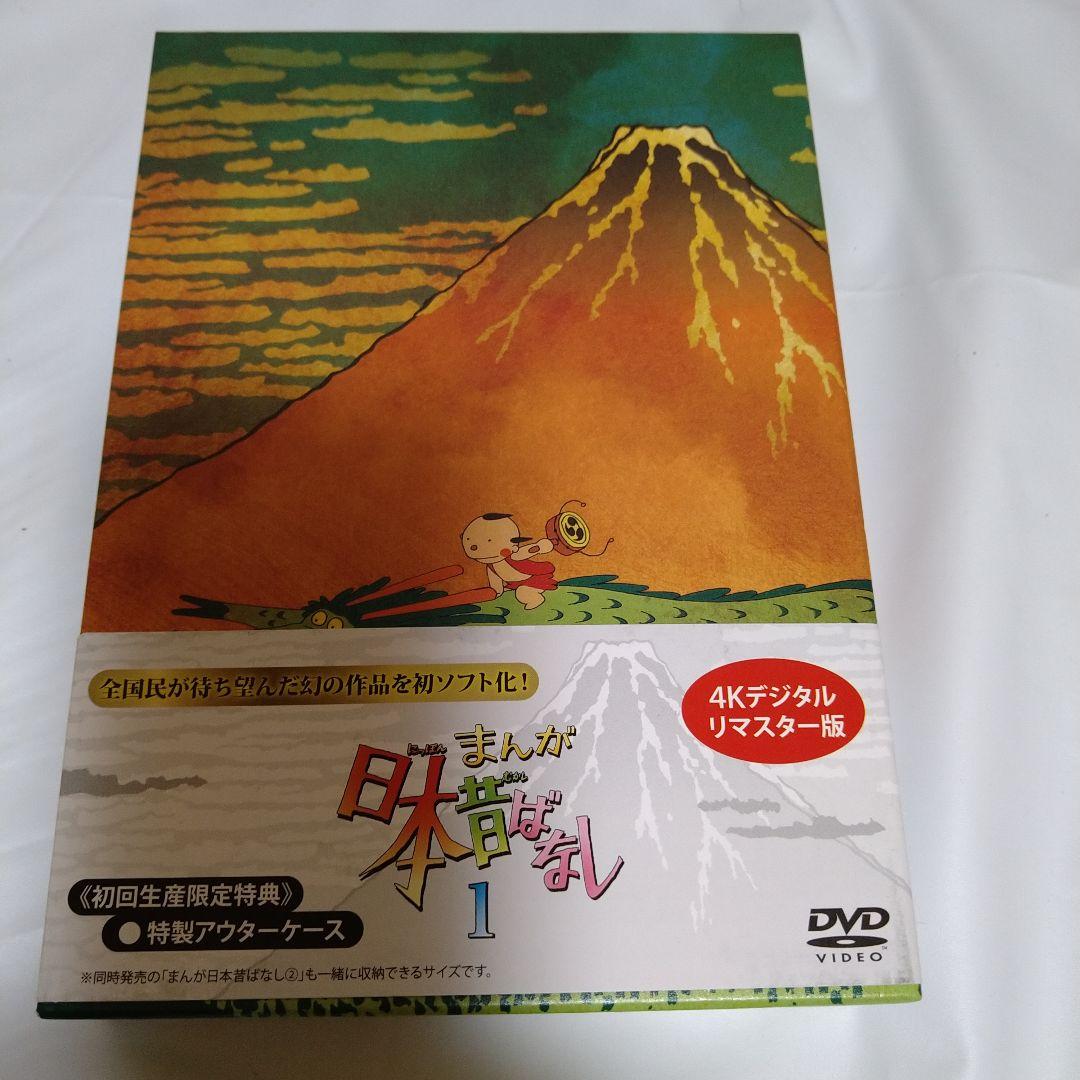 全国民が待ち望んだ幻の作品を初ソフト化!
4Kデジタル
リマスター版
まんが
にっぽん
日本
むかし
昔ばなし
1
《初回生産限定特典》
●特製アウターケース
※同時発売の「まんが日本昔ばなし②」も一緒に収納できるサイズです。
DVD
VIDEO